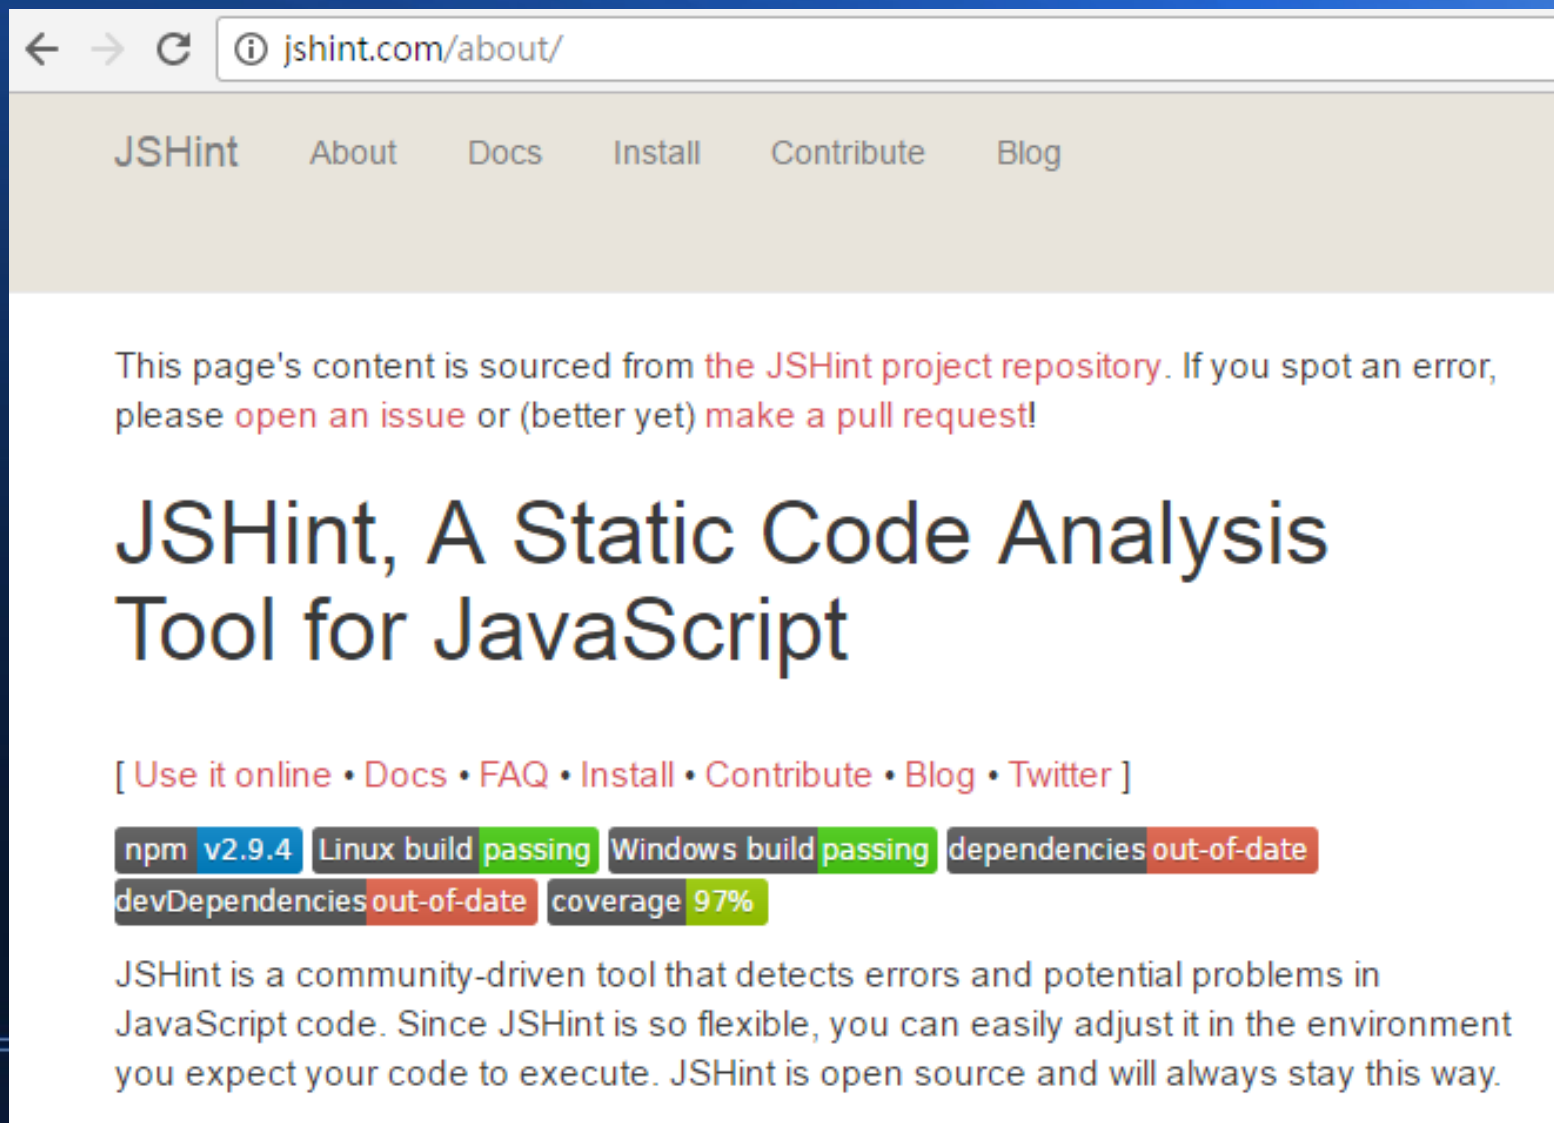 jshint.com/about/
JSHint About Docs Install Contribute Blog
This page's content is sourced from the JSHint project repository. If you spot an error,
please open an issue or (better yet) make a pull request!
JSHint, A Static Code Analysis
Tool for JavaScript
[ Use it online • Docs • FAQ • Install • Contribute • Blog • Twitter ]
npm v2.9.4 Linux build passing Windows build passing dependencies out-of-date
devDependencies out-of-date coverage 97%
JSHint is a community-driven tool that detects errors and potential problems in
JavaScript code. Since JSHint is so flexible, you can easily adjust it in the environment
you expect your code to execute. JSHint is open source and will always stay this way.